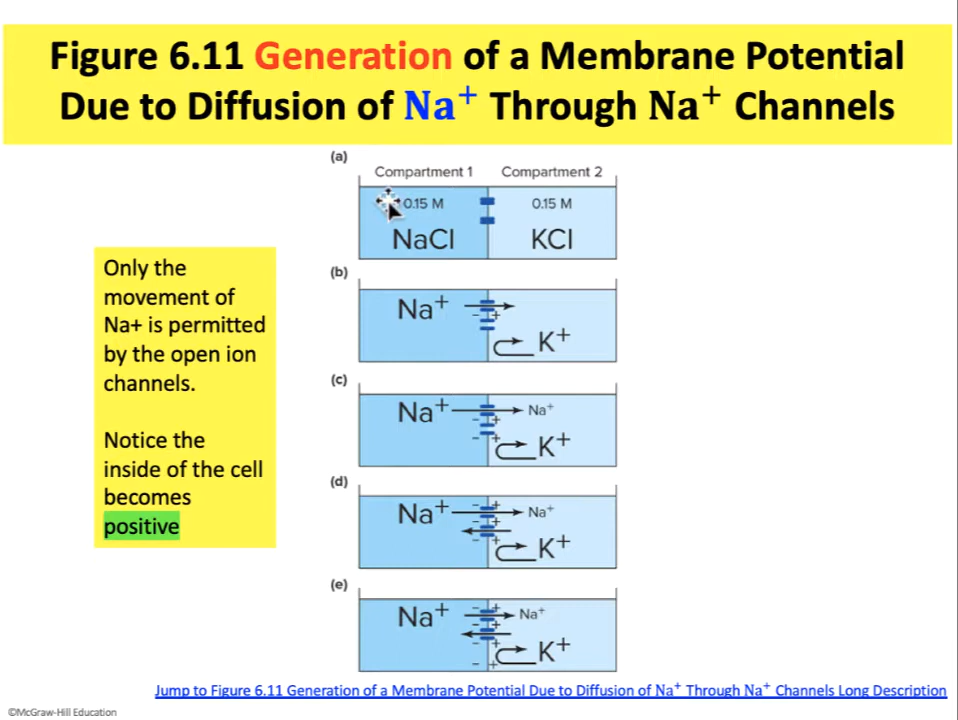 Figure 6.11 Generation of a Membrane Potential
Due to Diffusion of Na⁺ Through Na⁺ Channels
Only the
movement of
Na+ is permitted
by the open ion
channels.
Notice the
inside of the cell
becomes
positive
(a)
Compartment 1 Compartment 2
0.15 M 0.15 M
NaCl KCl
(b)
Na⁺
- +
K⁺
(c)
Na⁺ Na⁺
- +
- + K⁺
(d)
Na⁺ - + Na⁺
- +
- + K⁺
(e)
Na⁺ - + Na⁺
- +
- + K⁺
- +
Jump to Figure 6.11 Generation of a Membrane Potential Due to Diffusion of Na⁺ Through Na⁺ Channels Long Description
©McGraw-Hill Education